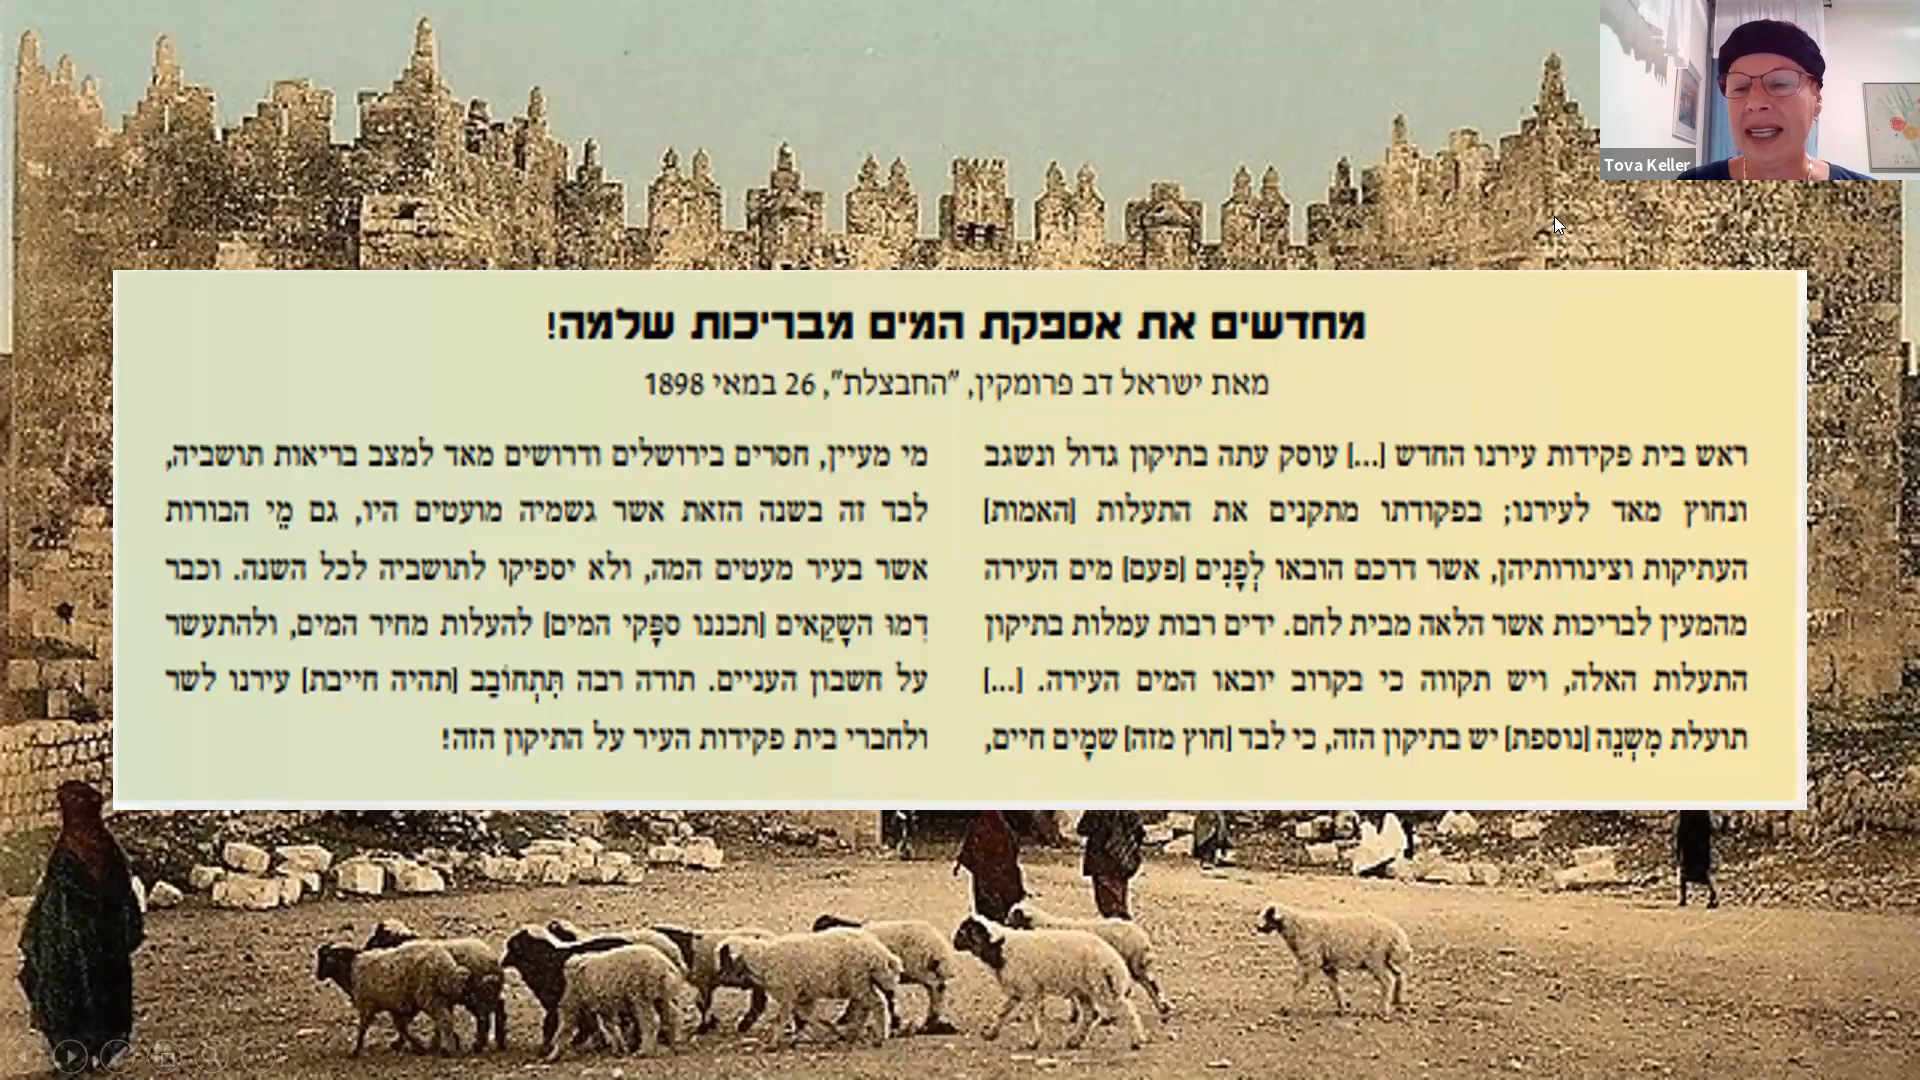 Tova Keller
מחדשים את אספקת המים מבריכות שלמה!
מאת ישראל דב פרומקין, "החבצלת", 26 במאי 1898
ראש בית פקידות עירנו החדש [...] עוסק עתה בתיקון גדול ונשגב
ונחוץ מאד לעירנו; בפקודתו מתקנים את התעלות [האמות]
העתיקות וצינורותיהן, אשר דרכם הובאו לְפָנִים [פעם] מים העירה
מהמעין לבריכות אשר הלאה מבית לחם. ידים רבות עמלות בתיקון
התעלות האלה, ויש תקווה כי בקרוב יובאו המים העירה. [...]
תועלת מִשְנֵה [נוספת] יש בתיקון הזה, כי לבד [חוץ מזה] שמָים חיים,
מי מעיין, חסדים בירושלים ודרושים מאד למצב בריאות תושביה,
לבד זה בשנה הזאת אשר גשמיה מועטים היו, גם מֵי הבורות
אשר בעיר מעטים המה, ולא יספיקו לתושביה לכל השנה. וכבר
דִמוּ השָקָאים [תכננו ספָּקי המים] להעלות מחיר המים, ולהתעשר
על חשבון העניים. תודה רבה תִּתְחוֹבָב [תהיה חייבת] עירנו לשר
ולחברי בית פקידות העיר על התיקון הזה!